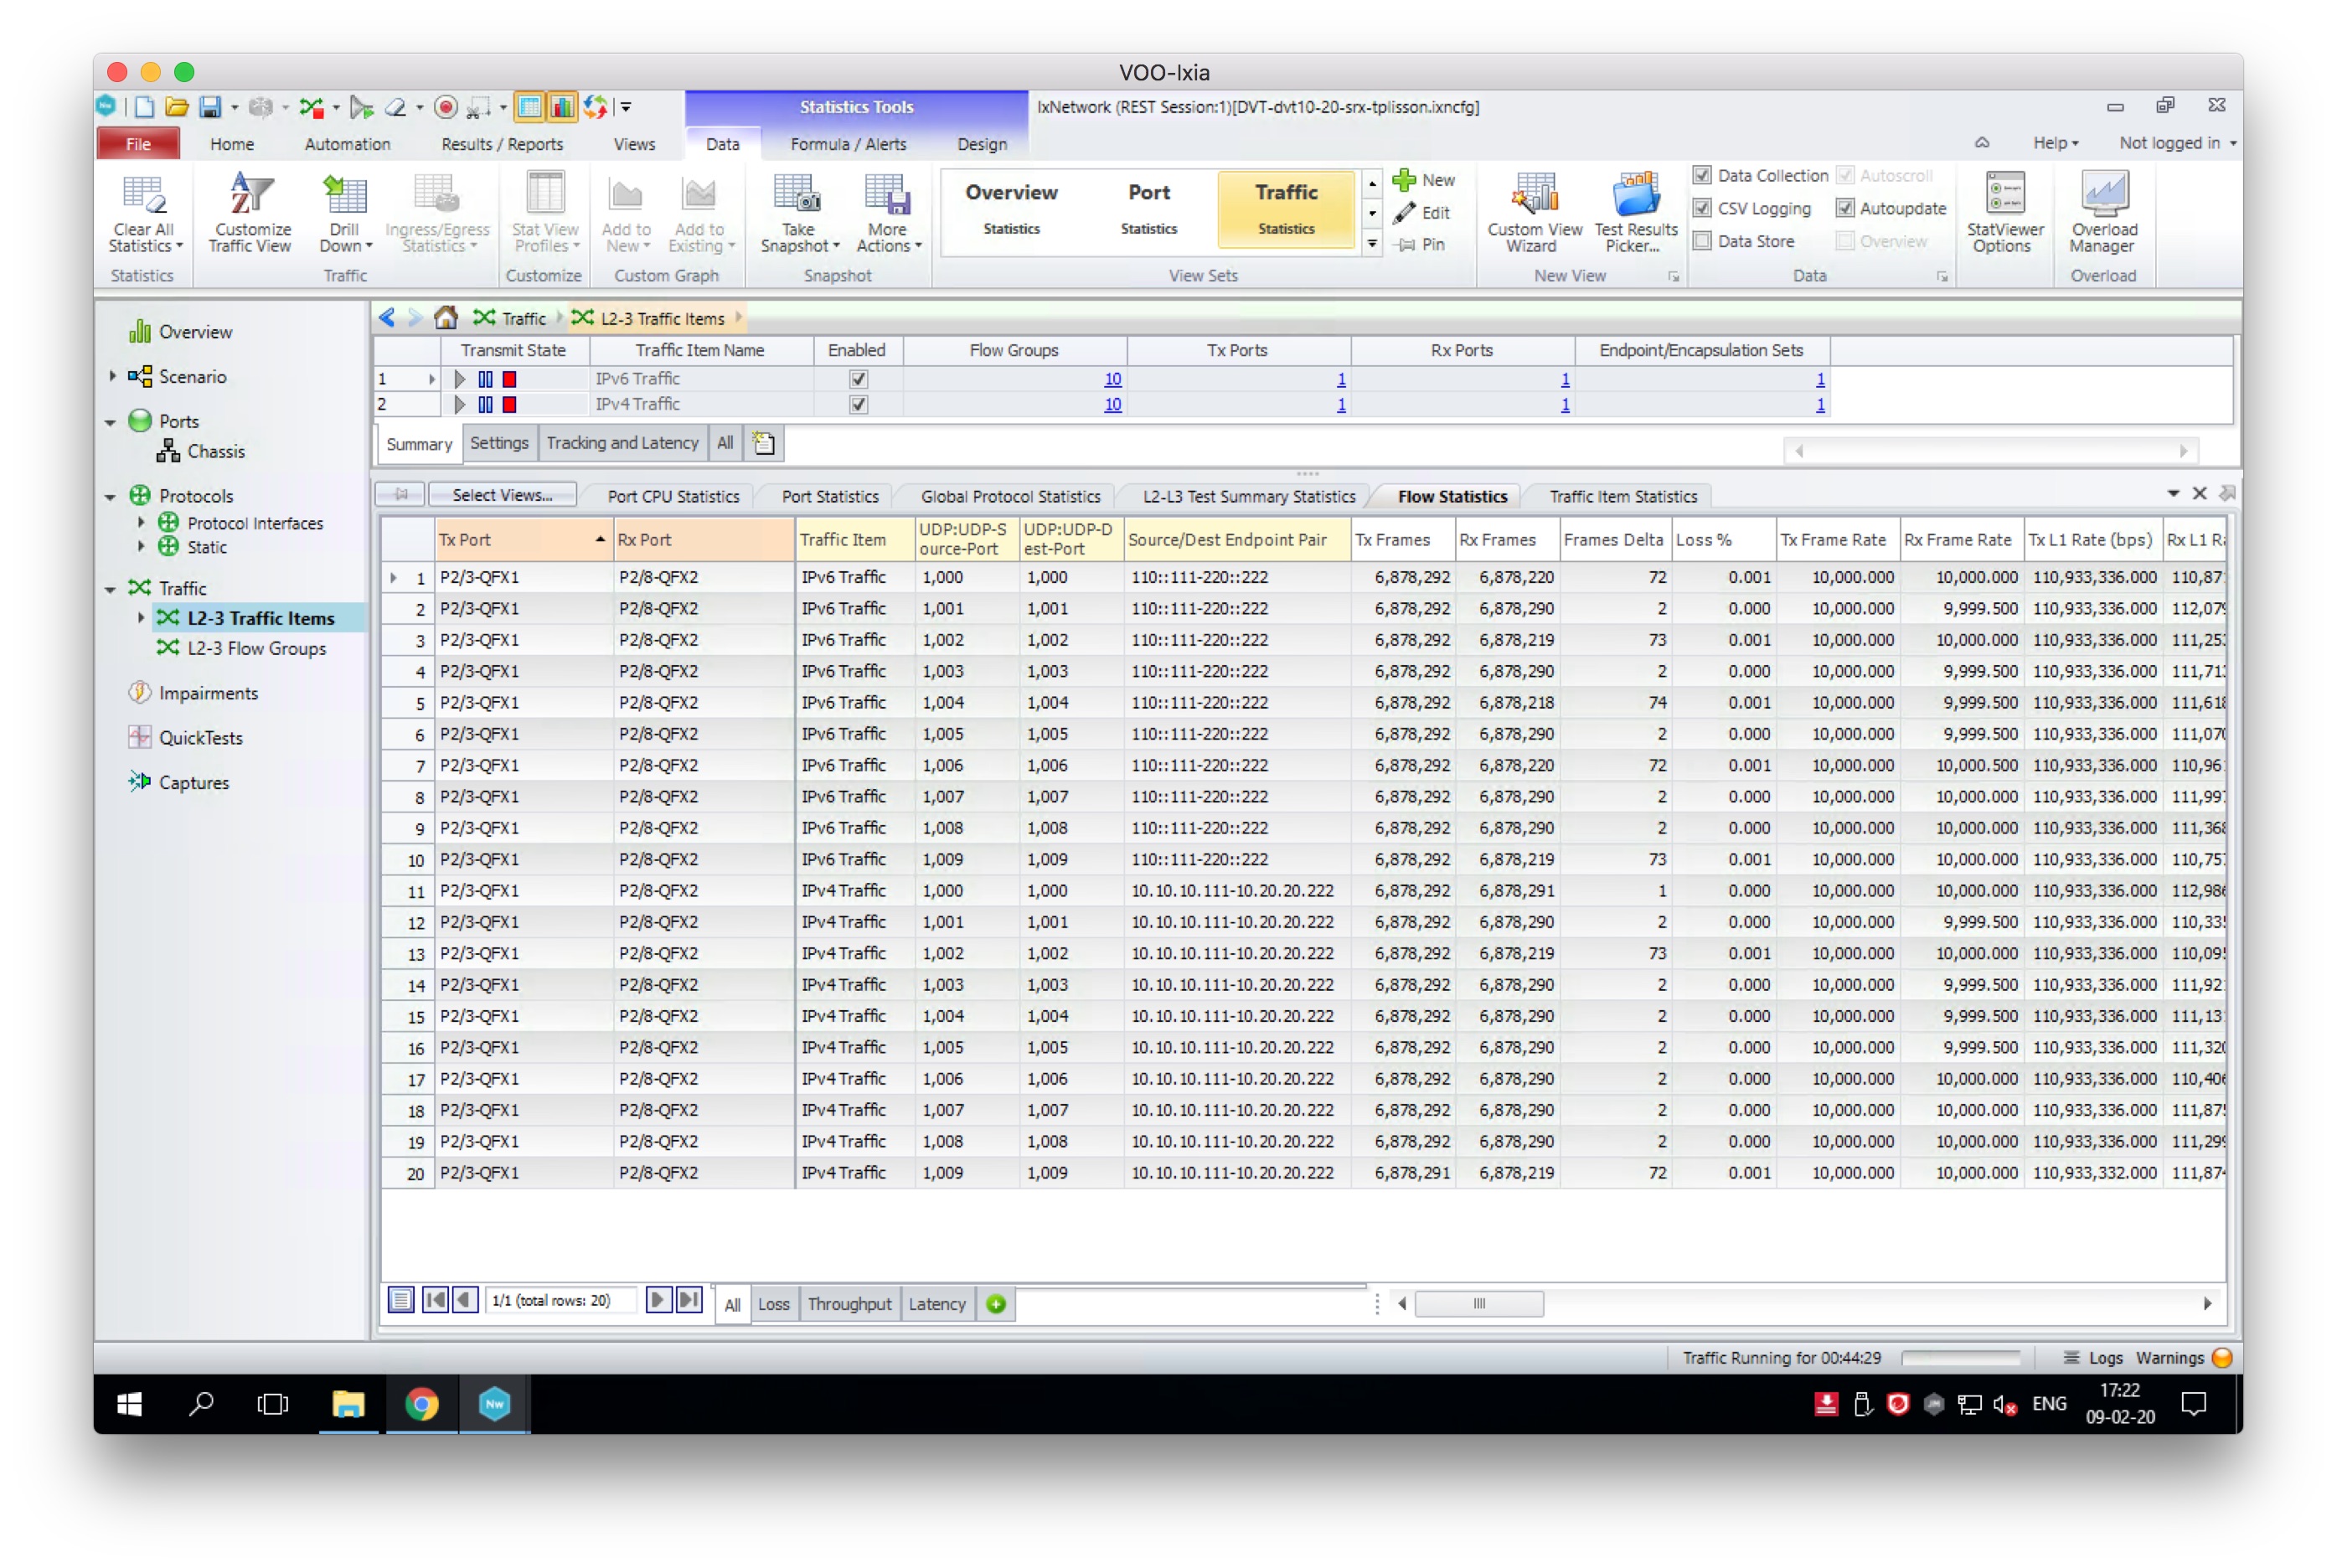 VOO-Ixia
Statistics Tools
IxNetwork (REST Session:1)[DVT-dvt10-20-srx-tplisson.ixncfg]
File Home Automation Results / Reports Views Data Formula / Alerts Design Help Not logged in
Clear All Statistics
Customize Traffic View
Drill Down
Ingress/Egress Statistics
Stat View Profiles
Add to New
Add to Existing
Take Snapshot
More Actions
Overview Statistics
Port Statistics
Traffic Statistics
New
Edit
Pin
Custom View Wizard
Test Results Picker...
Data Collection Autoscroll
CSV Logging Autoupdate
Data Store Overview
StatViewer Options
Overload Manager
Statistics Traffic Customize Custom Graph Snapshot View Sets New View Data Overload
Overview
Scenario
Ports
Chassis
Protocols
Protocol Interfaces
Static
Traffic
L2-3 Traffic Items
L2-3 Flow Groups
Impairments
QuickTests
Captures
Traffic L2-3 Traffic Items
Transmit State Traffic Item Name Enabled Flow Groups Tx Ports Rx Ports Endpoint/Encapsulation Sets
1 IPv6 Traffic 10 1 1 1
2 IPv4 Traffic 10 1 1 1
Summary Settings Tracking and Latency All
Select Views... Port CPU Statistics Port Statistics Global Protocol Statistics L2-L3 Test Summary Statistics Flow Statistics Traffic Item Statistics
Tx Port Rx Port Traffic Item UDP:UDP-Source-Port UDP:UDP-Dest-Port Source/Dest Endpoint Pair Tx Frames Rx Frames Frames Delta Loss % Tx Frame Rate Rx Frame Rate Tx L1 Rate (bps) Rx L1
1 P2/3-QFX1 P2/8-QFX2 IPv6 Traffic 1,000 1,000 110::111-220::222 6,878,292 6,878,220 72 0.001 10,000.000 10,000.000 110,933,336.000 110,87
2 P2/3-QFX1 P2/8-QFX2 IPv6 Traffic 1,001 1,001 110::111-220::222 6,878,292 6,878,290 2 0.000 10,000.000 9,999.500 110,933,336.000 112,079
3 P2/3-QFX1 P2/8-QFX2 IPv6 Traffic 1,002 1,002 110::111-220::222 6,878,292 6,878,219 73 0.001 10,000.000 10,000.000 110,933,336.000 111,25
4 P2/3-QFX1 P2/8-QFX2 IPv6 Traffic 1,003 1,003 110::111-220::222 6,878,292 6,878,290 2 0.000 10,000.000 9,999.500 110,933,336.000 111,71
5 P2/3-QFX1 P2/8-QFX2 IPv6 Traffic 1,004 1,004 110::111-220::222 6,878,292 6,878,218 74 0.001 10,000.000 9,999.500 110,933,336.000 111,618
6 P2/3-QFX1 P2/8-QFX2 IPv6 Traffic 1,005 1,005 110::111-220::222 6,878,292 6,878,290 2 0.000 10,000.000 9,999.500 110,933,336.000 111,070
7 P2/3-QFX1 P2/8-QFX2 IPv6 Traffic 1,006 1,006 110::111-220::222 6,878,292 6,878,220 72 0.001 10,000.000 10,000.500 110,933,336.000 110,96
8 P2/3-QFX1 P2/8-QFX2 IPv6 Traffic 1,007 1,007 110::111-220::222 6,878,292 6,878,290 2 0.000 10,000.000 10,000.000 110,933,336.000 111,99
9 P2/3-QFX1 P2/8-QFX2 IPv6 Traffic 1,008 1,008 110::111-220::222 6,878,292 6,878,290 2 0.000 10,000.000 10,000.000 110,933,336.000 111,368
10 P2/3-QFX1 P2/8-QFX2 IPv6 Traffic 1,009 1,009 110::111-220::222 6,878,292 6,878,219 73 0.001 10,000.000 10,000.000 110,933,336.000 110,75
11 P2/3-QFX1 P2/8-QFX2 IPv4 Traffic 1,000 1,000 10.10.10.111-10.20.20.222 6,878,292 6,878,291 1 0.000 10,000.000 10,000.000 110,933,336.000 112,986
12 P2/3-QFX1 P2/8-QFX2 IPv4 Traffic 1,001 1,001 10.10.10.111-10.20.20.222 6,878,292 6,878,290 2 0.000 10,000.000 9,999.500 110,933,336.000 110,33
13 P2/3-QFX1 P2/8-QFX2 IPv4 Traffic 1,002 1,002 10.10.10.111-10.20.20.222 6,878,292 6,878,219 73 0.001 10,000.000 10,000.000 110,933,336.000 110,09
14 P2/3-QFX1 P2/8-QFX2 IPv4 Traffic 1,003 1,003 10.10.10.111-10.20.20.222 6,878,292 6,878,290 2 0.000 10,000.000 9,999.500 110,933,336.000 111,92
15 P2/3-QFX1 P2/8-QFX2 IPv4 Traffic 1,004 1,004 10.10.10.111-10.20.20.222 6,878,292 6,878,290 2 0.000 10,000.000 9,999.500 110,933,336.000 111,13
16 P2/3-QFX1 P2/8-QFX2 IPv4 Traffic 1,005 1,005 10.10.10.111-10.20.20.222 6,878,292 6,878,290 2 0.000 10,000.000 9,999.500 110,933,336.000 111,320
17 P2/3-QFX1 P2/8-QFX2 IPv4 Traffic 1,006 1,006 10.10.10.111-10.20.20.222 6,878,292 6,878,290 2 0.000 10,000.000 10,000.000 110,933,336.000 110,406
18 P2/3-QFX1 P2/8-QFX2 IPv4 Traffic 1,007 1,007 10.10.10.111-10.20.20.222 6,878,292 6,878,290 2 0.000 10,000.000 10,000.000 110,933,336.000 111,87
19 P2/3-QFX1 P2/8-QFX2 IPv4 Traffic 1,008 1,008 10.10.10.111-10.20.20.222 6,878,292 6,878,290 2 0.000 10,000.000 10,000.000 110,933,336.000 111,299
20 P2/3-QFX1 P2/8-QFX2 IPv4 Traffic 1,009 1,009 10.10.10.111-10.20.20.222 6,878,291 6,878,219 72 0.001 10,000.000 10,000.000 110,933,332.000 111,87
1/1 (total rows: 20) All Loss Throughput Latency
Traffic Running for 00:44:29 Logs Warnings
Nw ENG 17:22
09-02-20